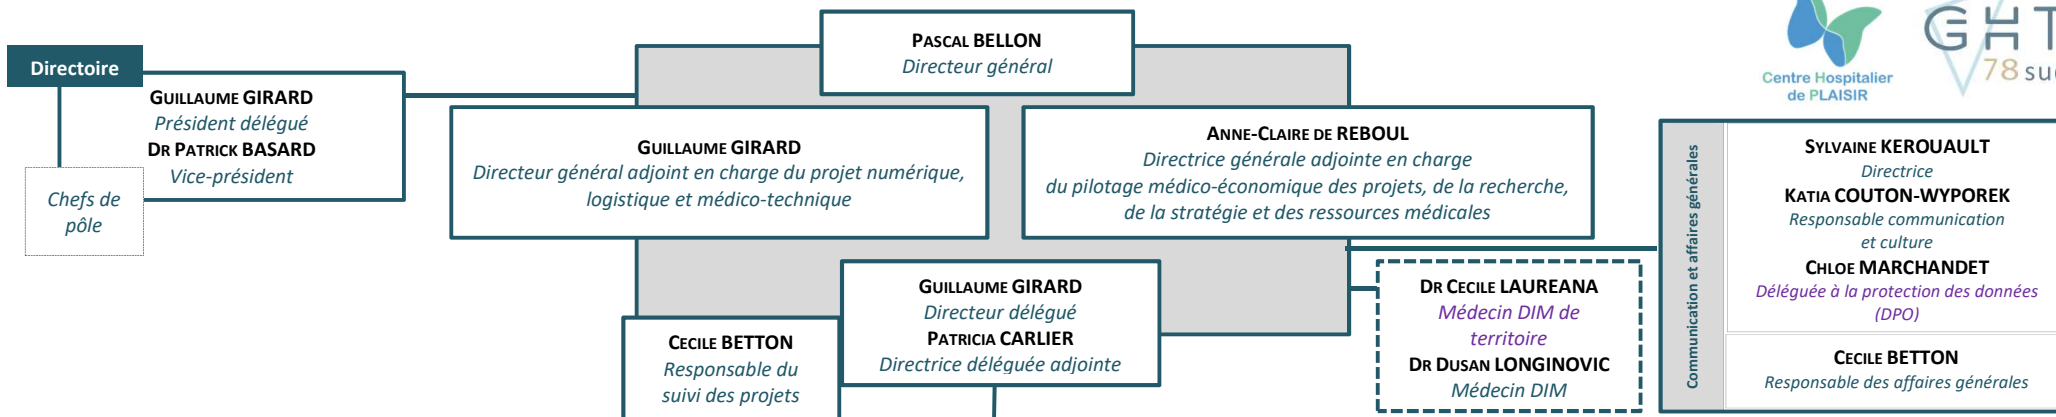 Directoire
GUILLAUME GIRARD
Président délégué
DR PATRICK BASARD
Vice-président
Chefs de
pôle
PASCAL BELLON
Directeur général
GUILLAUME GIRARD
Directeur général adjoint en charge du projet numérique,
logistique et médico-technique
ANNE-CLAIRE DE REBOUL
Directrice générale adjointe en charge
du pilotage médico-économique des projets, de la recherche,
de la stratégie et des ressources médicales
GUILLAUME GIRARD
Directeur délégué
PATRICIA CARLIER
Directrice déléguée adjointe
CECILE BETTON
Responsable du
suivi des projets
DR CECILE LAUREANA
Médecin DIM de
territoire
DR DUSAN LONGINOVIC
Médecin DIM
Centre Hospitalier
de PLAISIR
GHT
78 sud
Communication et affaires générales
SYLVAINE KEROUAULT
Directrice
KATIA COUTON-WYPOREK
Responsable communication
et culture
CHLOE MARCHANDET
Déléguée à la protection des données
(DPO)
CECILE BETTON
Responsable des affaires générales